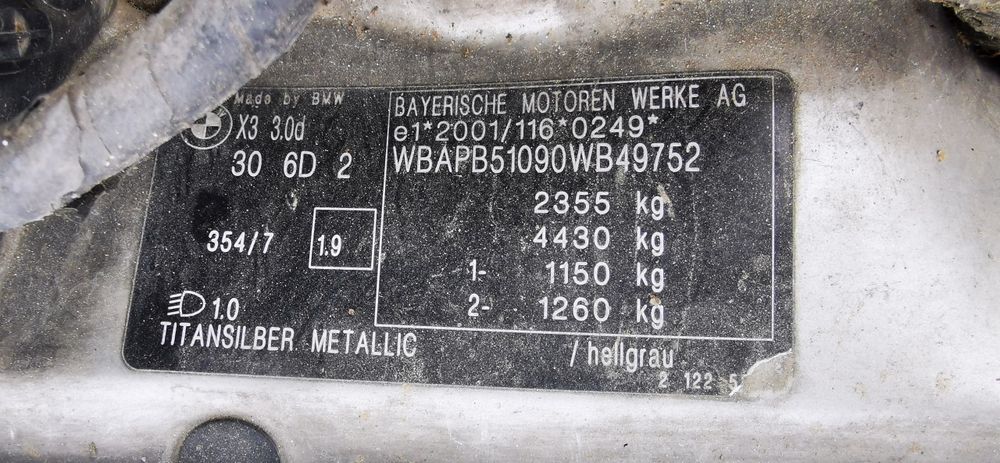 Made by BMW
X3 3.0d
30 6D 2
354/7
1.9
1.0
TITANSILBER METALLIC
BAYERISCHE MOTOREN WERKE AG
e1*2001/116*0249*
WBAPB51090WB49752
2355 kg
4430 kg
1- 1150 kg
2- 1260 kg
/ hellgrau
2 122